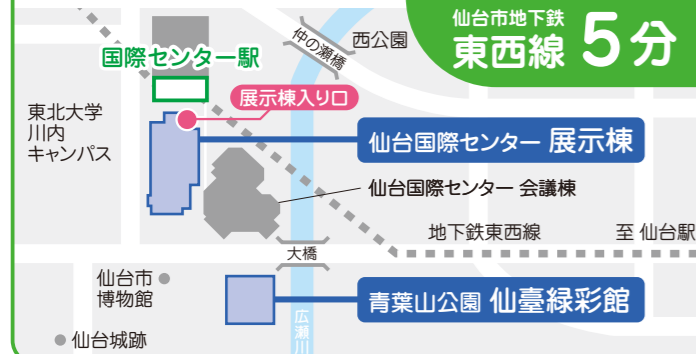 仙台市地下鉄
東西線 5分
仲の瀬橋
西公園
国際センター駅
展示棟入り口
東北大学
川内
キャンパス
仙台国際センター 展示棟
仙台国際センター 会議棟
地下鉄東西線
至 仙台駅
大橋
仙台市
博物館
青葉山公園 仙臺緑彩館
広瀬川
仙台城跡